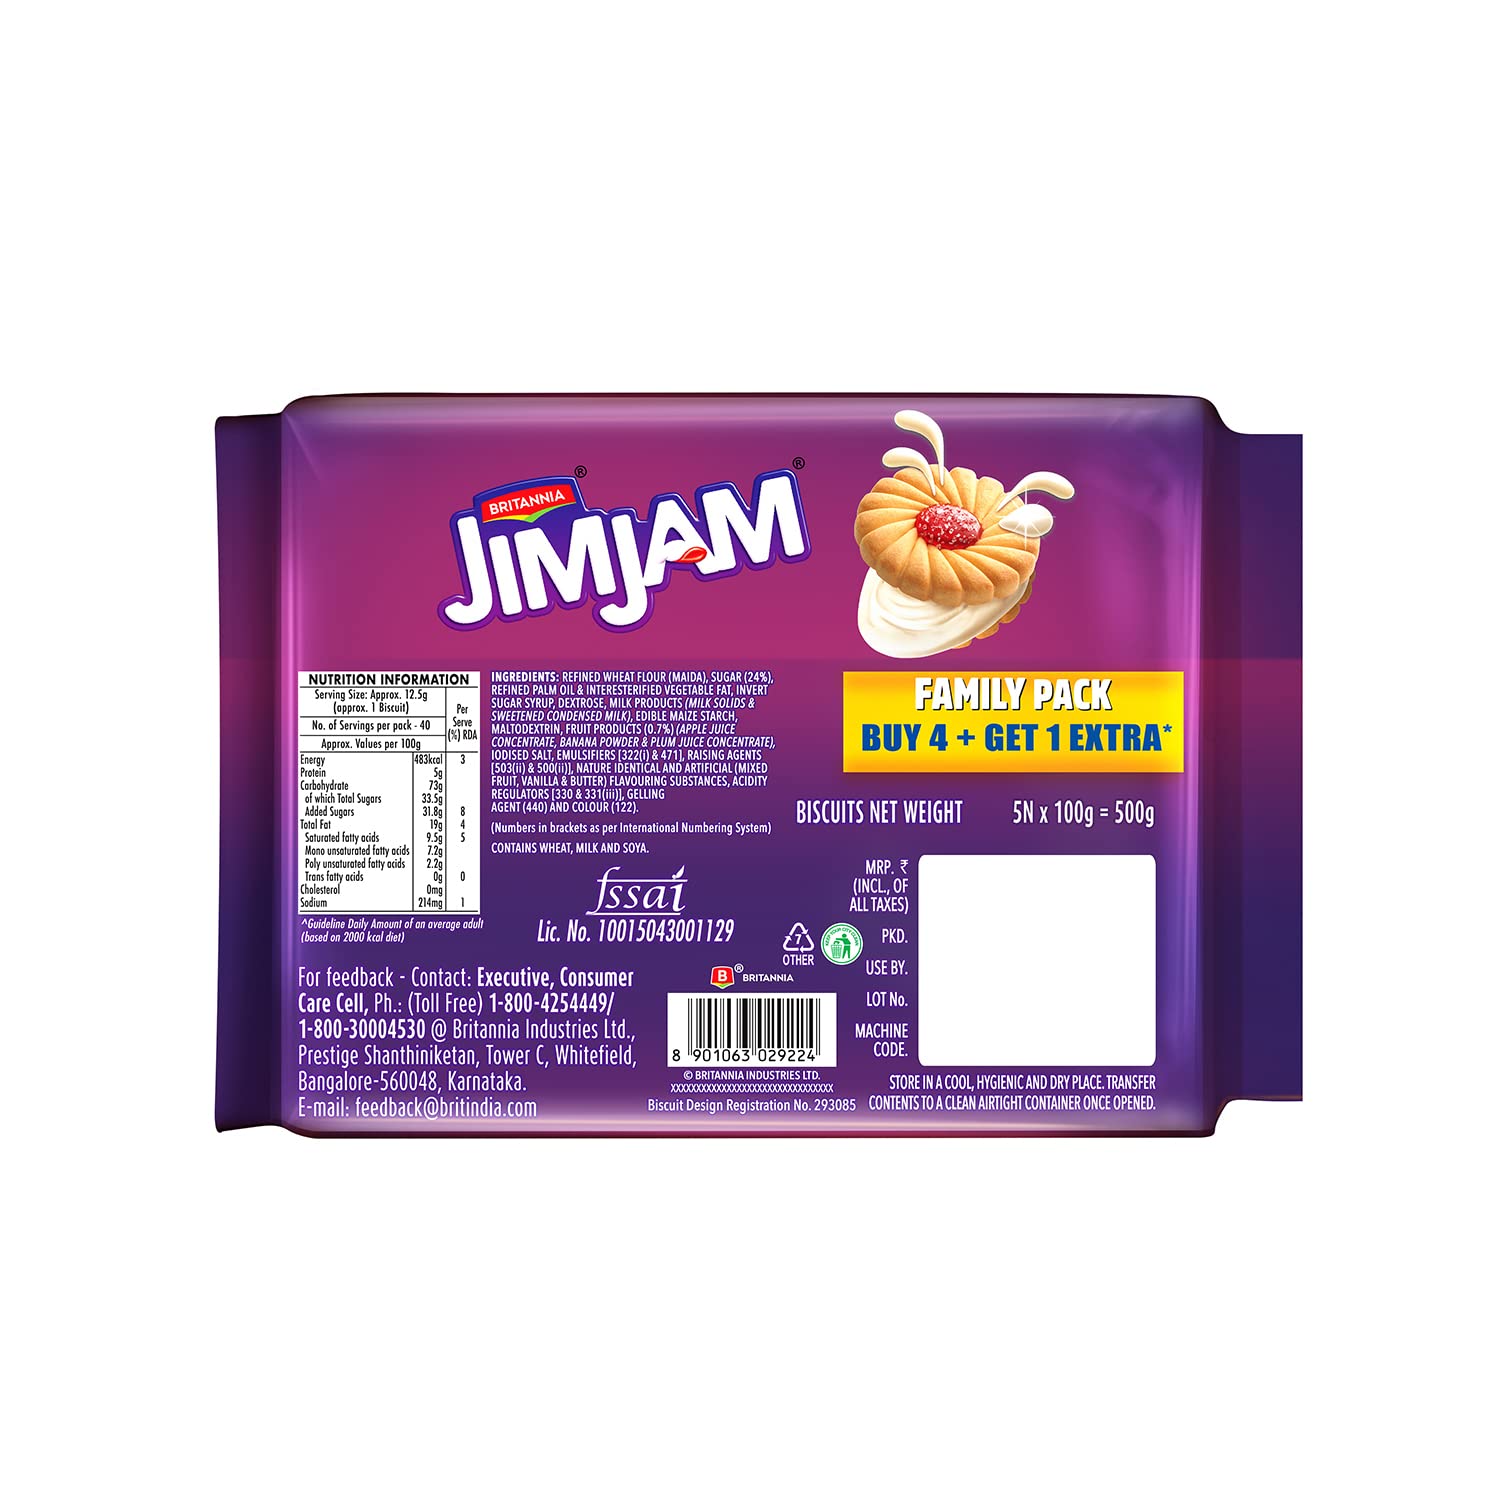 BRITANNIA
®
JIMJAM
®
NUTRITION INFORMATION
Serving Size: Approx. 12.5g
(approx. 1 Biscuit)
No. of Servings per pack - 40
Approx. Values per 100g
Per
Serve
(%) RDA
Energy 483kcal 3
Protein 5g
Carbohydrate 73g
of which Total Sugars 33.5g
Added Sugars 31.8g 8
Total Fat 19g 4
Saturated fatty acids 9.5g 5
Mono unsaturated fatty acids 7.2g
Poly unsaturated fatty acids 2.2g
Trans fatty acids 0g 0
Cholesterol 0mg
Sodium 214mg 1
^Guideline Daily Amount of an average adult
(based on 2000 kcal diet)
INGREDIENTS: REFINED WHEAT FLOUR (MAIDA), SUGAR (24%),
REFINED PALM OIL & INTERESTERIFIED VEGETABLE FAT, INVERT
SUGAR SYRUP, DEXTROSE, MILK PRODUCTS (MILK SOLIDS &
SWEETENED CONDENSED MILK), EDIBLE MAIZE STARCH,
MALTODEXTRIN, FRUIT PRODUCTS (0.7%) (APPLE JUICE
CONCENTRATE, BANANA POWDER & PLUM JUICE CONCENTRATE),
IODISED SALT, EMULSIFIERS [322(i) & 471], RAISING AGENTS
[503(ii) & 500(ii)], NATURE IDENTICAL AND ARTIFICIAL (MIXED
FRUIT, VANILLA & BUTTER) FLAVOURING SUBSTANCES, ACIDITY
REGULATORS [330 & 331(iii)], GELLING
AGENT (440) AND COLOUR (122).
(Numbers in brackets as per International Numbering System)
CONTAINS WHEAT, MILK AND SOYA.
fssai
Lic. No. 10015043001129
FAMILY PACK
BUY 4 + GET 1 EXTRA*
BISCUITS NET WEIGHT 5N x 100g = 500g
MRP. ₹
(INCL., OF
ALL TAXES)
PKD.
USE BY.
LOT No.
MACHINE
CODE.
7
OTHER
KEEP YOUR CITY CLEAN
B® BRITANNIA
8 901063 029224
© BRITANNIA INDUSTRIES LTD.
XXXXXXXXXXXXXXXXXXXXXXXXXXXXXXXX
Biscuit Design Registration No. 293085
STORE IN A COOL, HYGIENIC AND DRY PLACE. TRANSFER
CONTENTS TO A CLEAN AIRTIGHT CONTAINER ONCE OPENED.
For feedback - Contact: Executive, Consumer
Care Cell, Ph.: (Toll Free) 1-800-4254449/
1-800-30004530 @ Britannia Industries Ltd.,
Prestige Shanthiniketan, Tower C, Whitefield,
Bangalore-560048, Karnataka.
E-mail: feedback@britindia.com